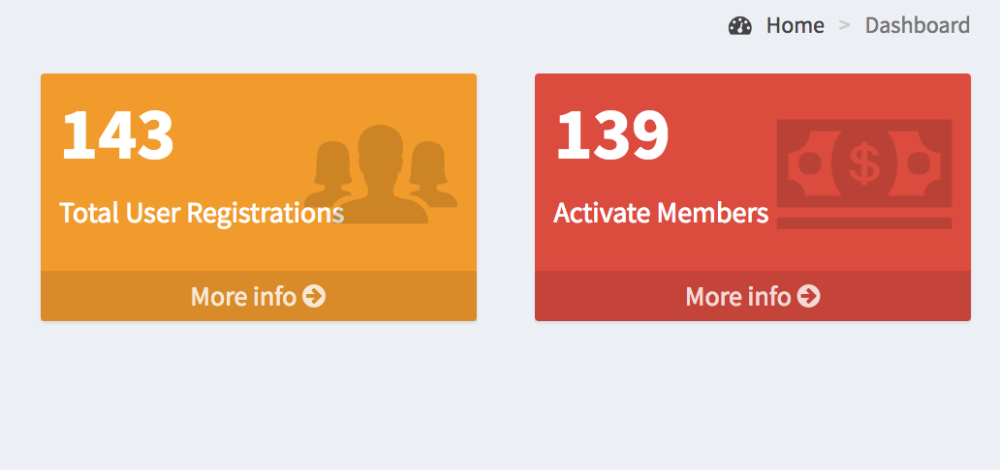 Home > Dashboard
143
Total User Registrations
More info
139
$
Activate Members
More info